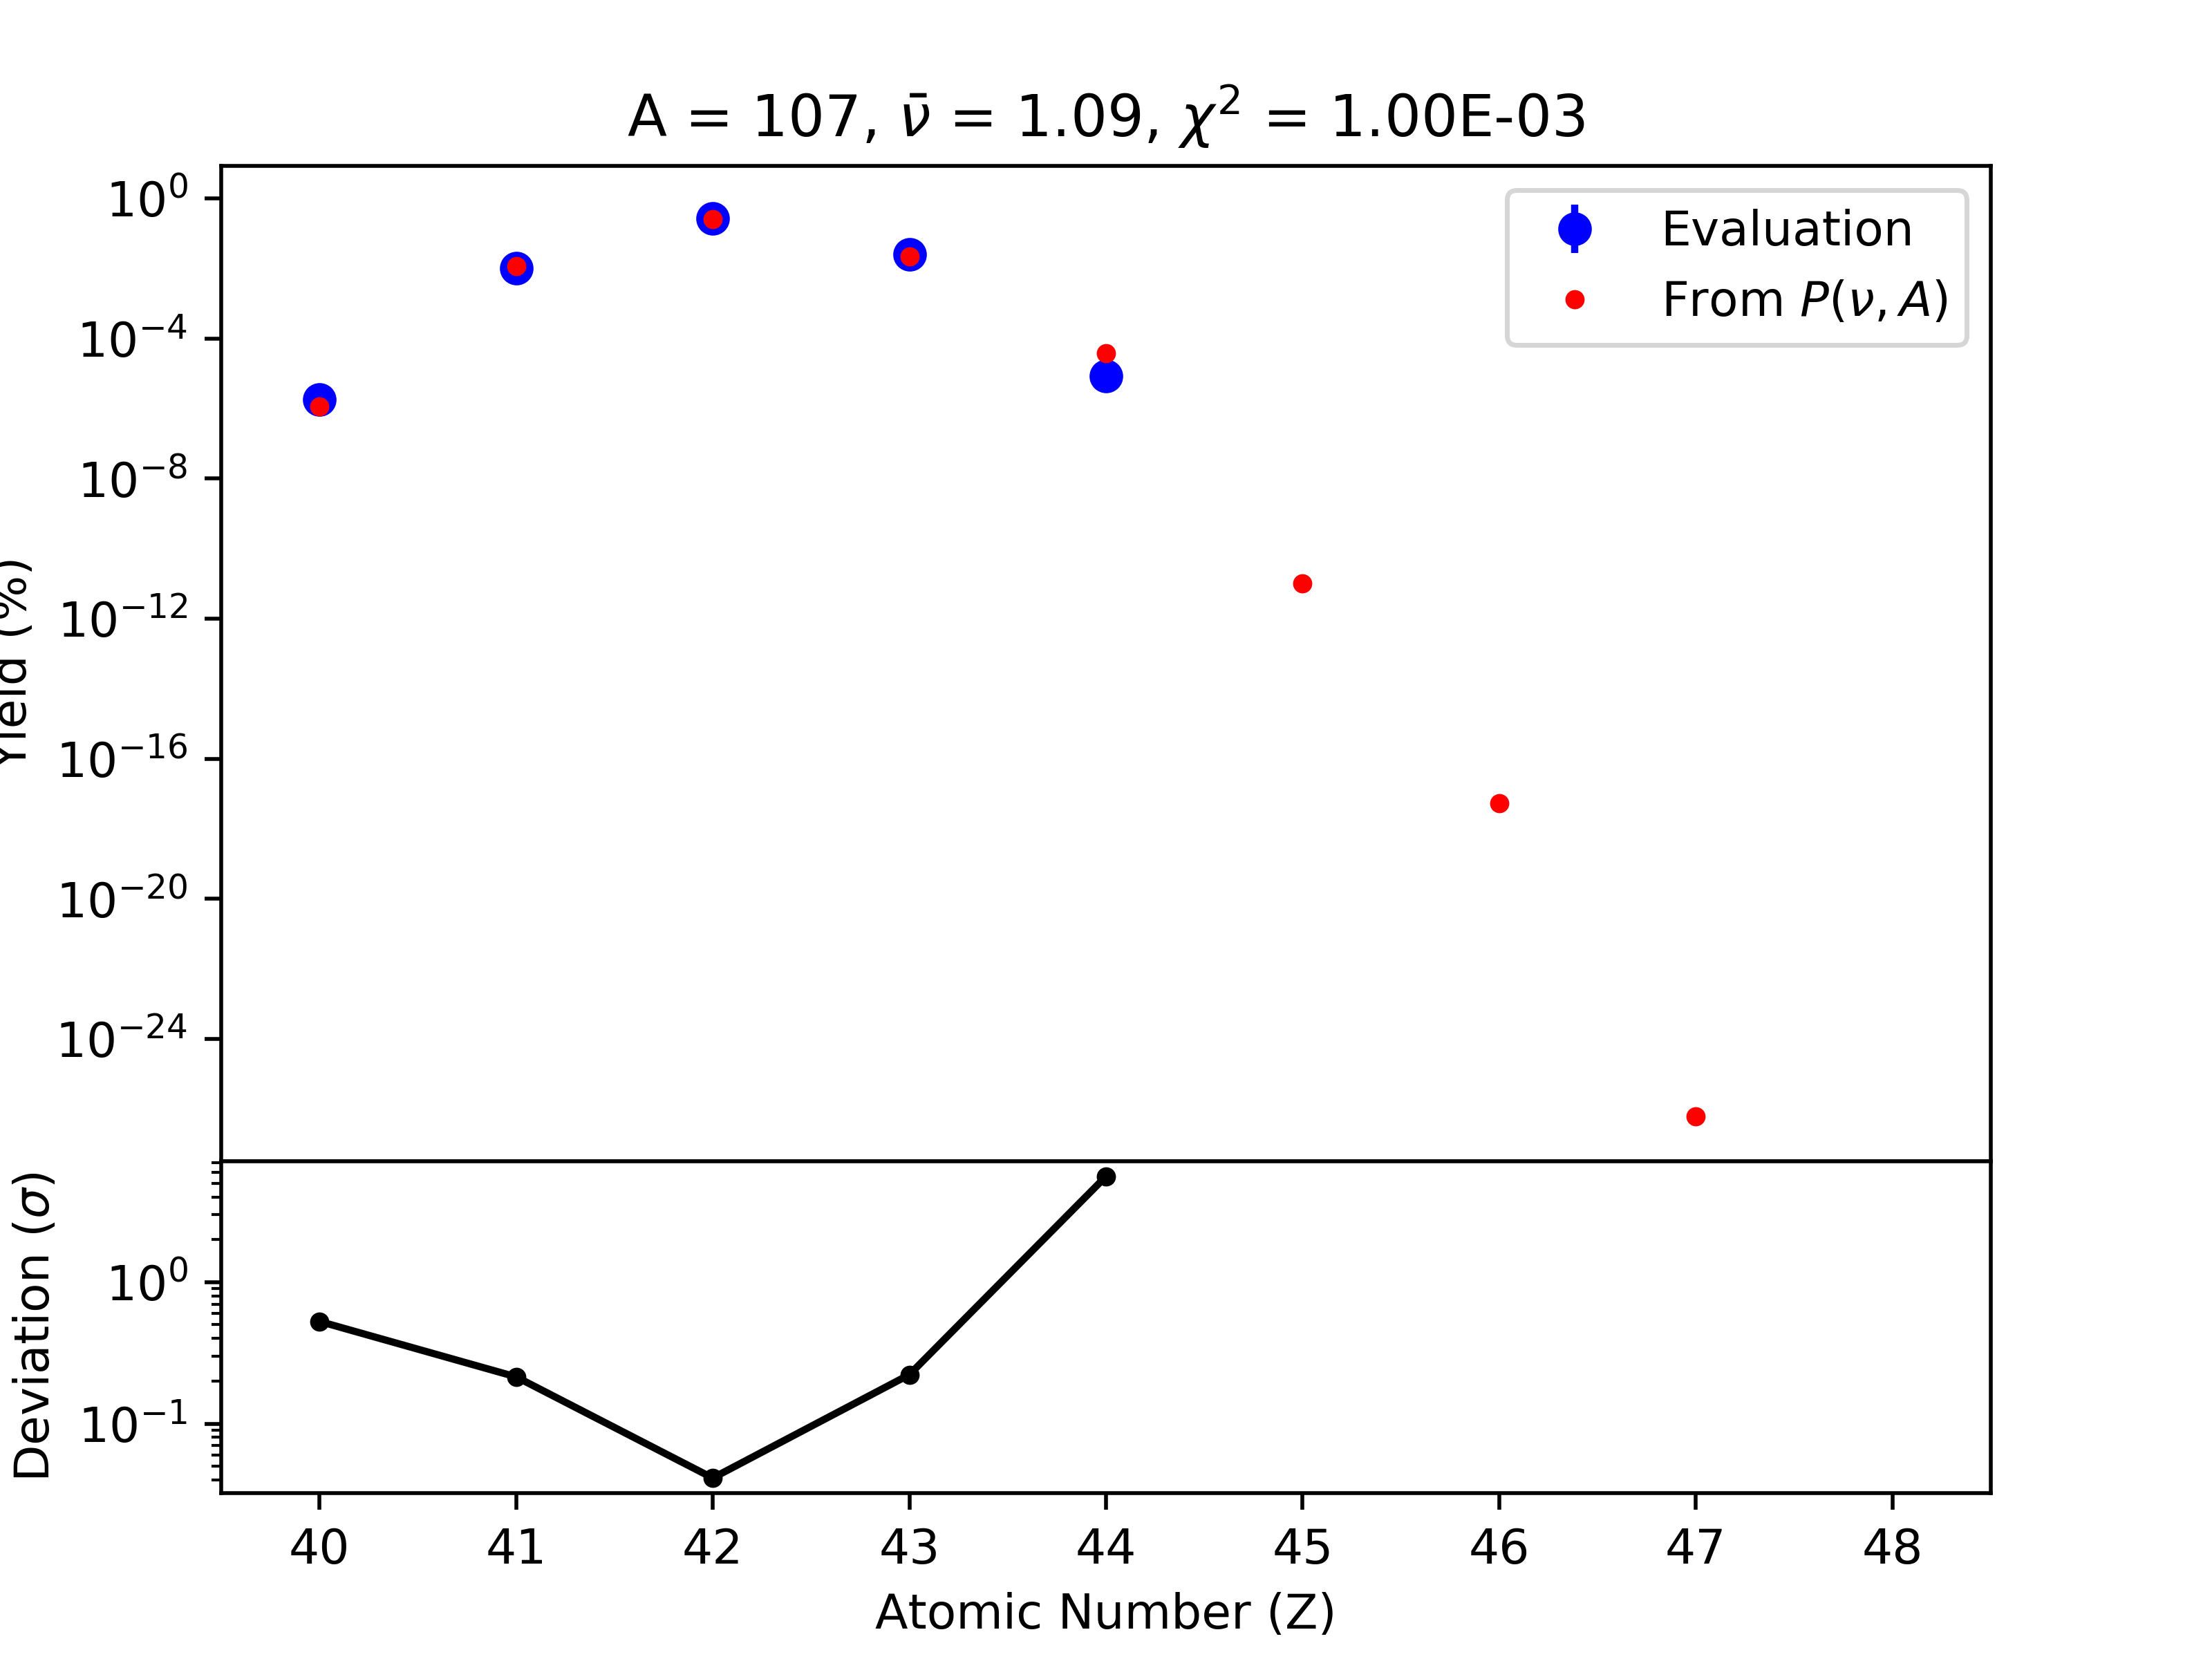 A = 107, ν̄ = 1.09, χ² = 1.00E-03
Evaluation
From P(ν, A)
10⁰
10⁻⁴
10⁻⁸
10⁻¹²
10⁻¹⁶
10⁻²⁰
10⁻²⁴
Yield (%)
10⁰
10⁻¹
Deviation (σ)
40 41 42 43 44 45 46 47 48
Atomic Number (Z)